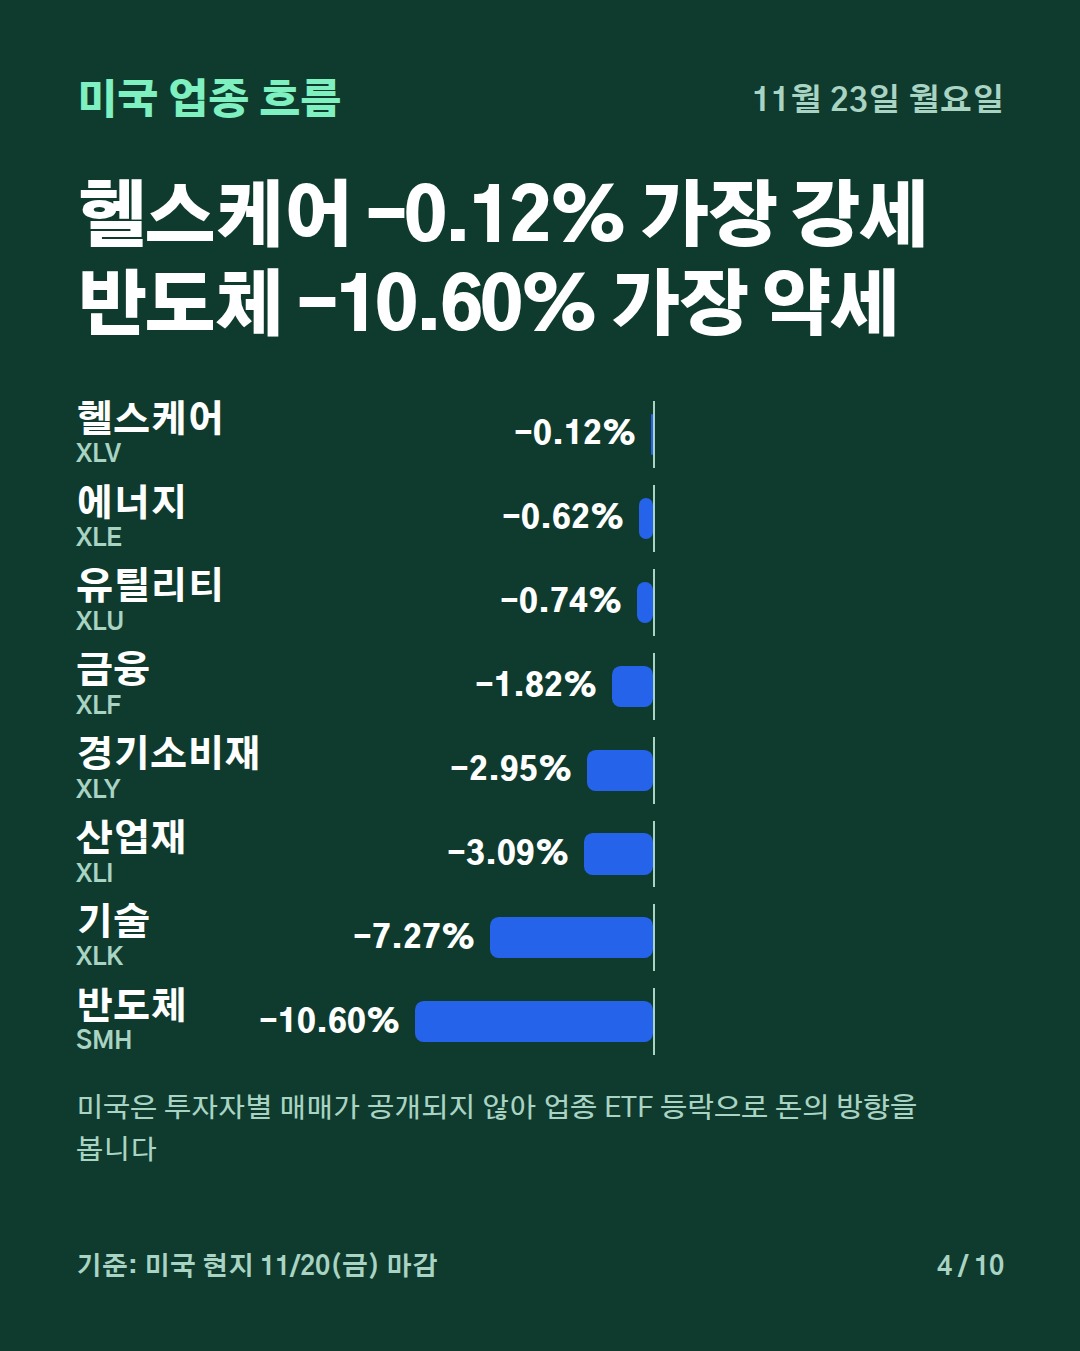 미국 업종 흐름
11월 23일 월요일
헬스케어 −0.12% 가장 강세
반도체 −10.60% 가장 약세
헬스케어
XLV
−0.12%
에너지
XLE
−0.62%
유틸리티
XLU
−0.74%
금융
XLF
−1.82%
경기소비재
XLY
−2.95%
산업재
XLI
−3.09%
기술
XLK
−7.27%
반도체
SMH
−10.60%
미국은 투자자별 매매가 공개되지 않아 업종 ETF 등락으로 돈의 방향을
봅니다
기준: 미국 현지 11/20(금) 마감
4 / 10